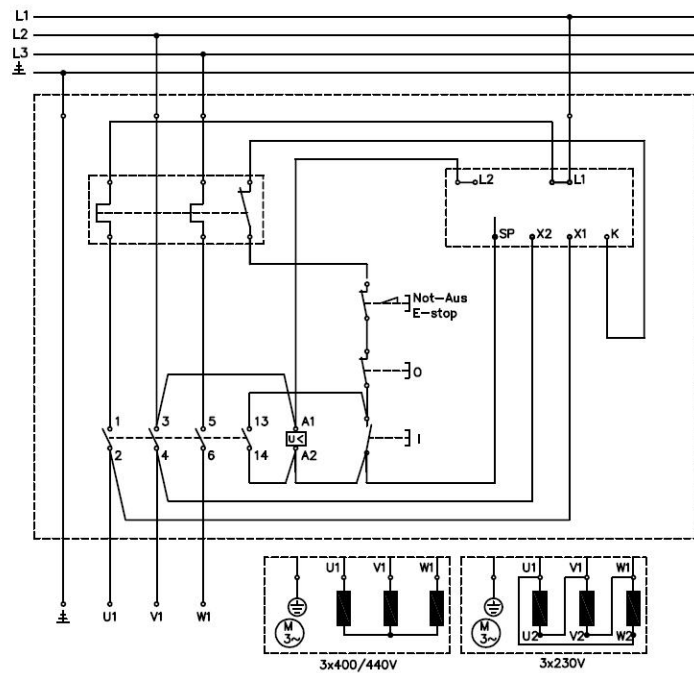 L1
L2
L3
L2 L1
SP X2 X1 K
Not-Aus
E-stop
O
1 3 5 13 A1
U<
I
2 4 6 14 A2
U1 V1 W1
U1 V1 W1
M
3~
U1 V1 W1
M
3~
U2 V2 W2
3x400/440V
3x230V